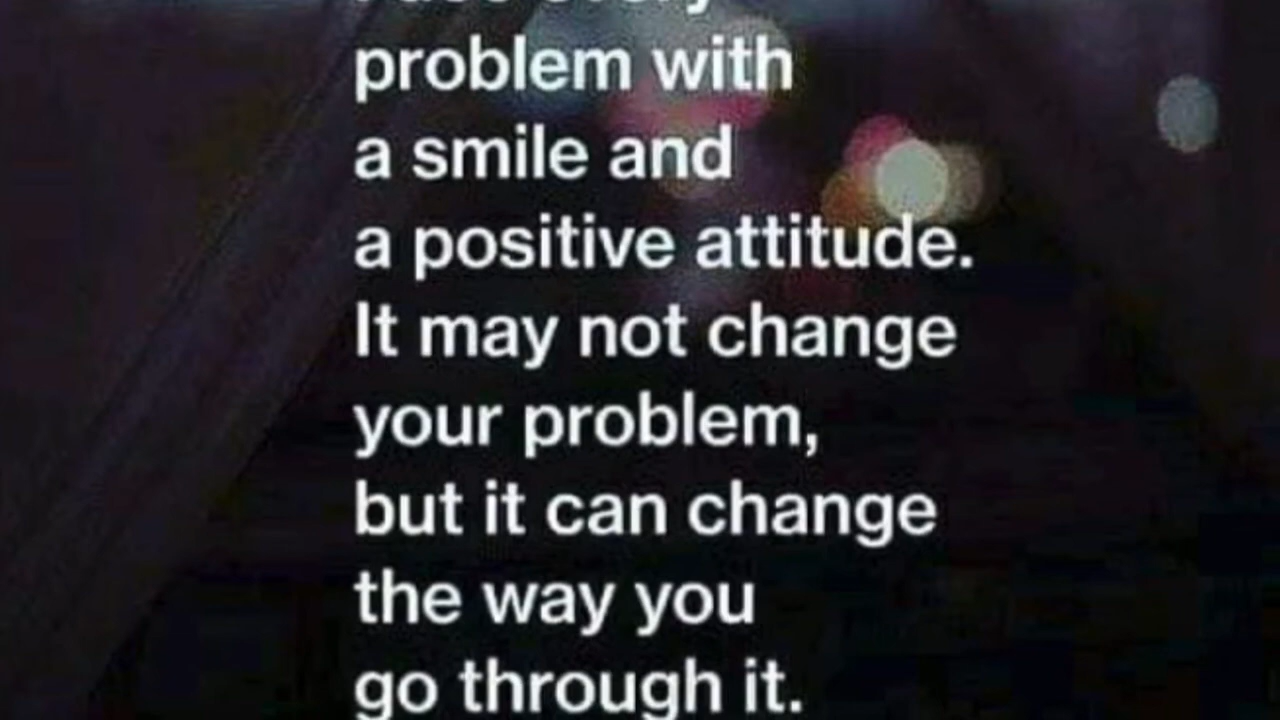 problem with
a smile and
a positive attitude.
It may not change
your problem,
but it can change
the way you
go through it.